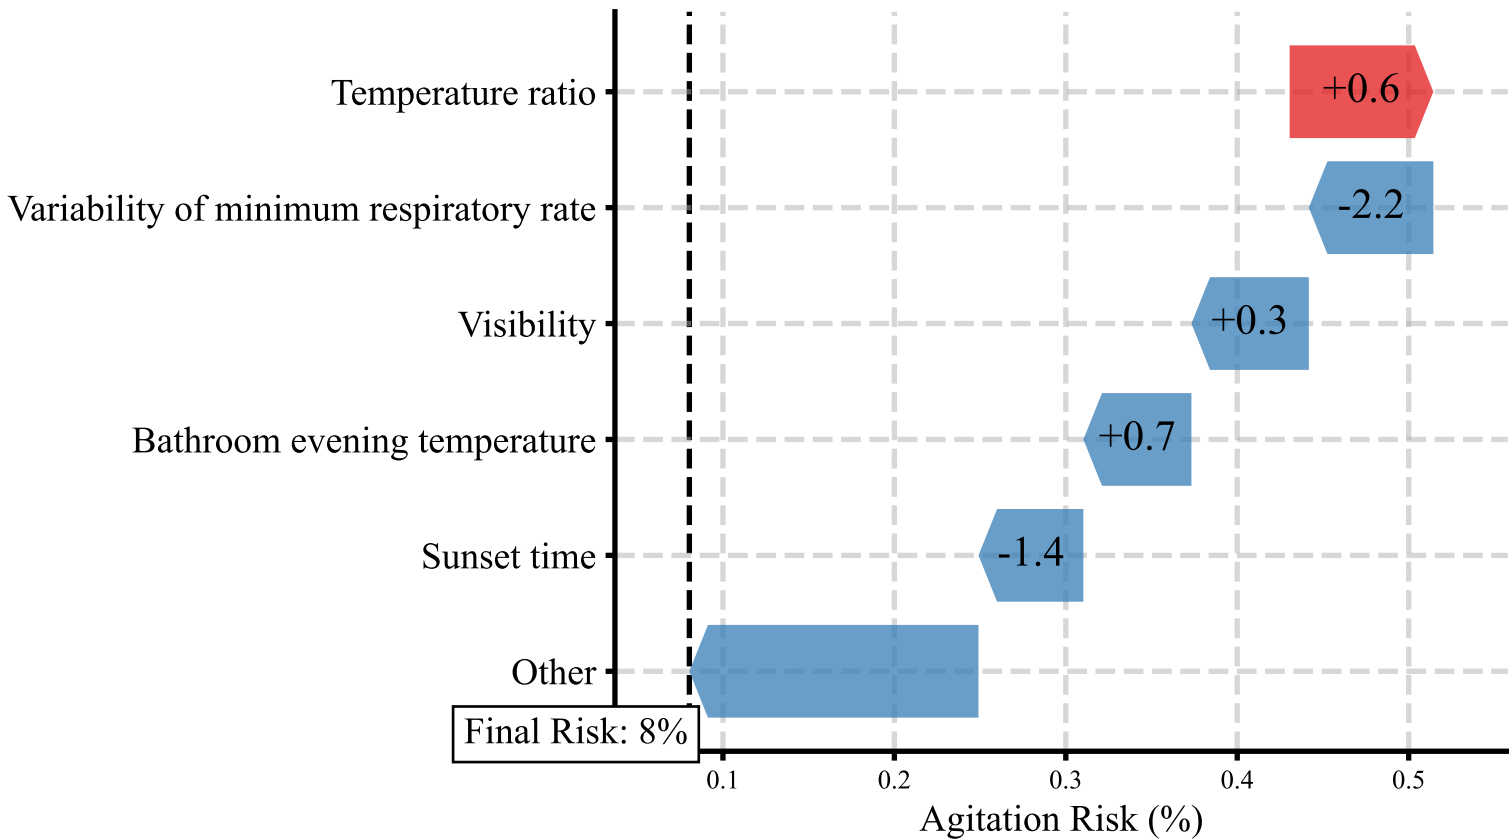 Temperature ratio
+0.6
Variability of minimum respiratory rate
-2.2
Visibility
+0.3
Bathroom evening temperature
+0.7
Sunset time
-1.4
Other
Final Risk: 8%
0.1 0.2 0.3 0.4 0.5
Agitation Risk (%)